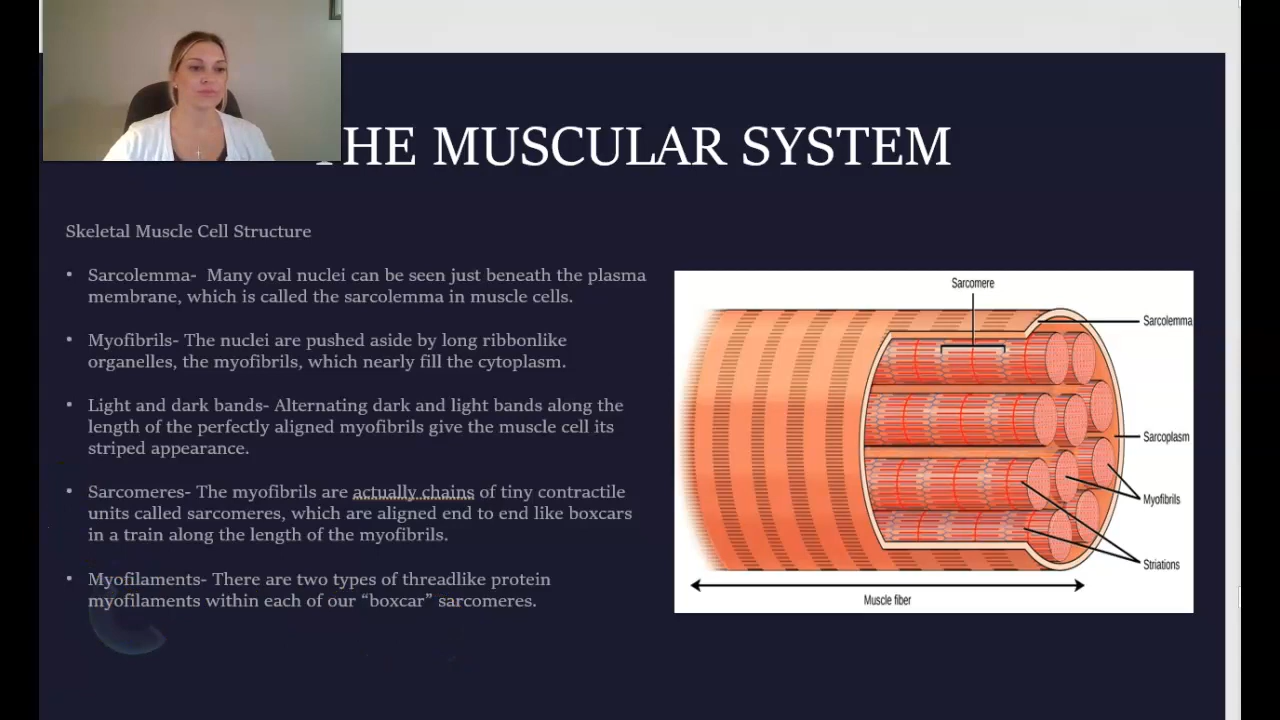 THE MUSCULAR SYSTEM
Skeletal Muscle Cell Structure
• Sarcolemma-  Many oval nuclei can be seen just beneath the plasma
membrane, which is called the sarcolemma in muscle cells.
• Myofibrils- The nuclei are pushed aside by long ribbonlike
organelles, the myofibrils, which nearly fill the cytoplasm.
• Light and dark bands- Alternating dark and light bands along the
length of the perfectly aligned myofibrils give the muscle cell its
striped appearance.
• Sarcomeres- The myofibrils are actually chains of tiny contractile
units called sarcomeres, which are aligned end to end like boxcars
in a train along the length of the myofibrils.
• Myofilaments- There are two types of threadlike protein
myofilaments within each of our “boxcar” sarcomeres.
Sarcomere
Sarcolemma
Sarcoplasm
Myofibrils
Striations
Muscle fiber